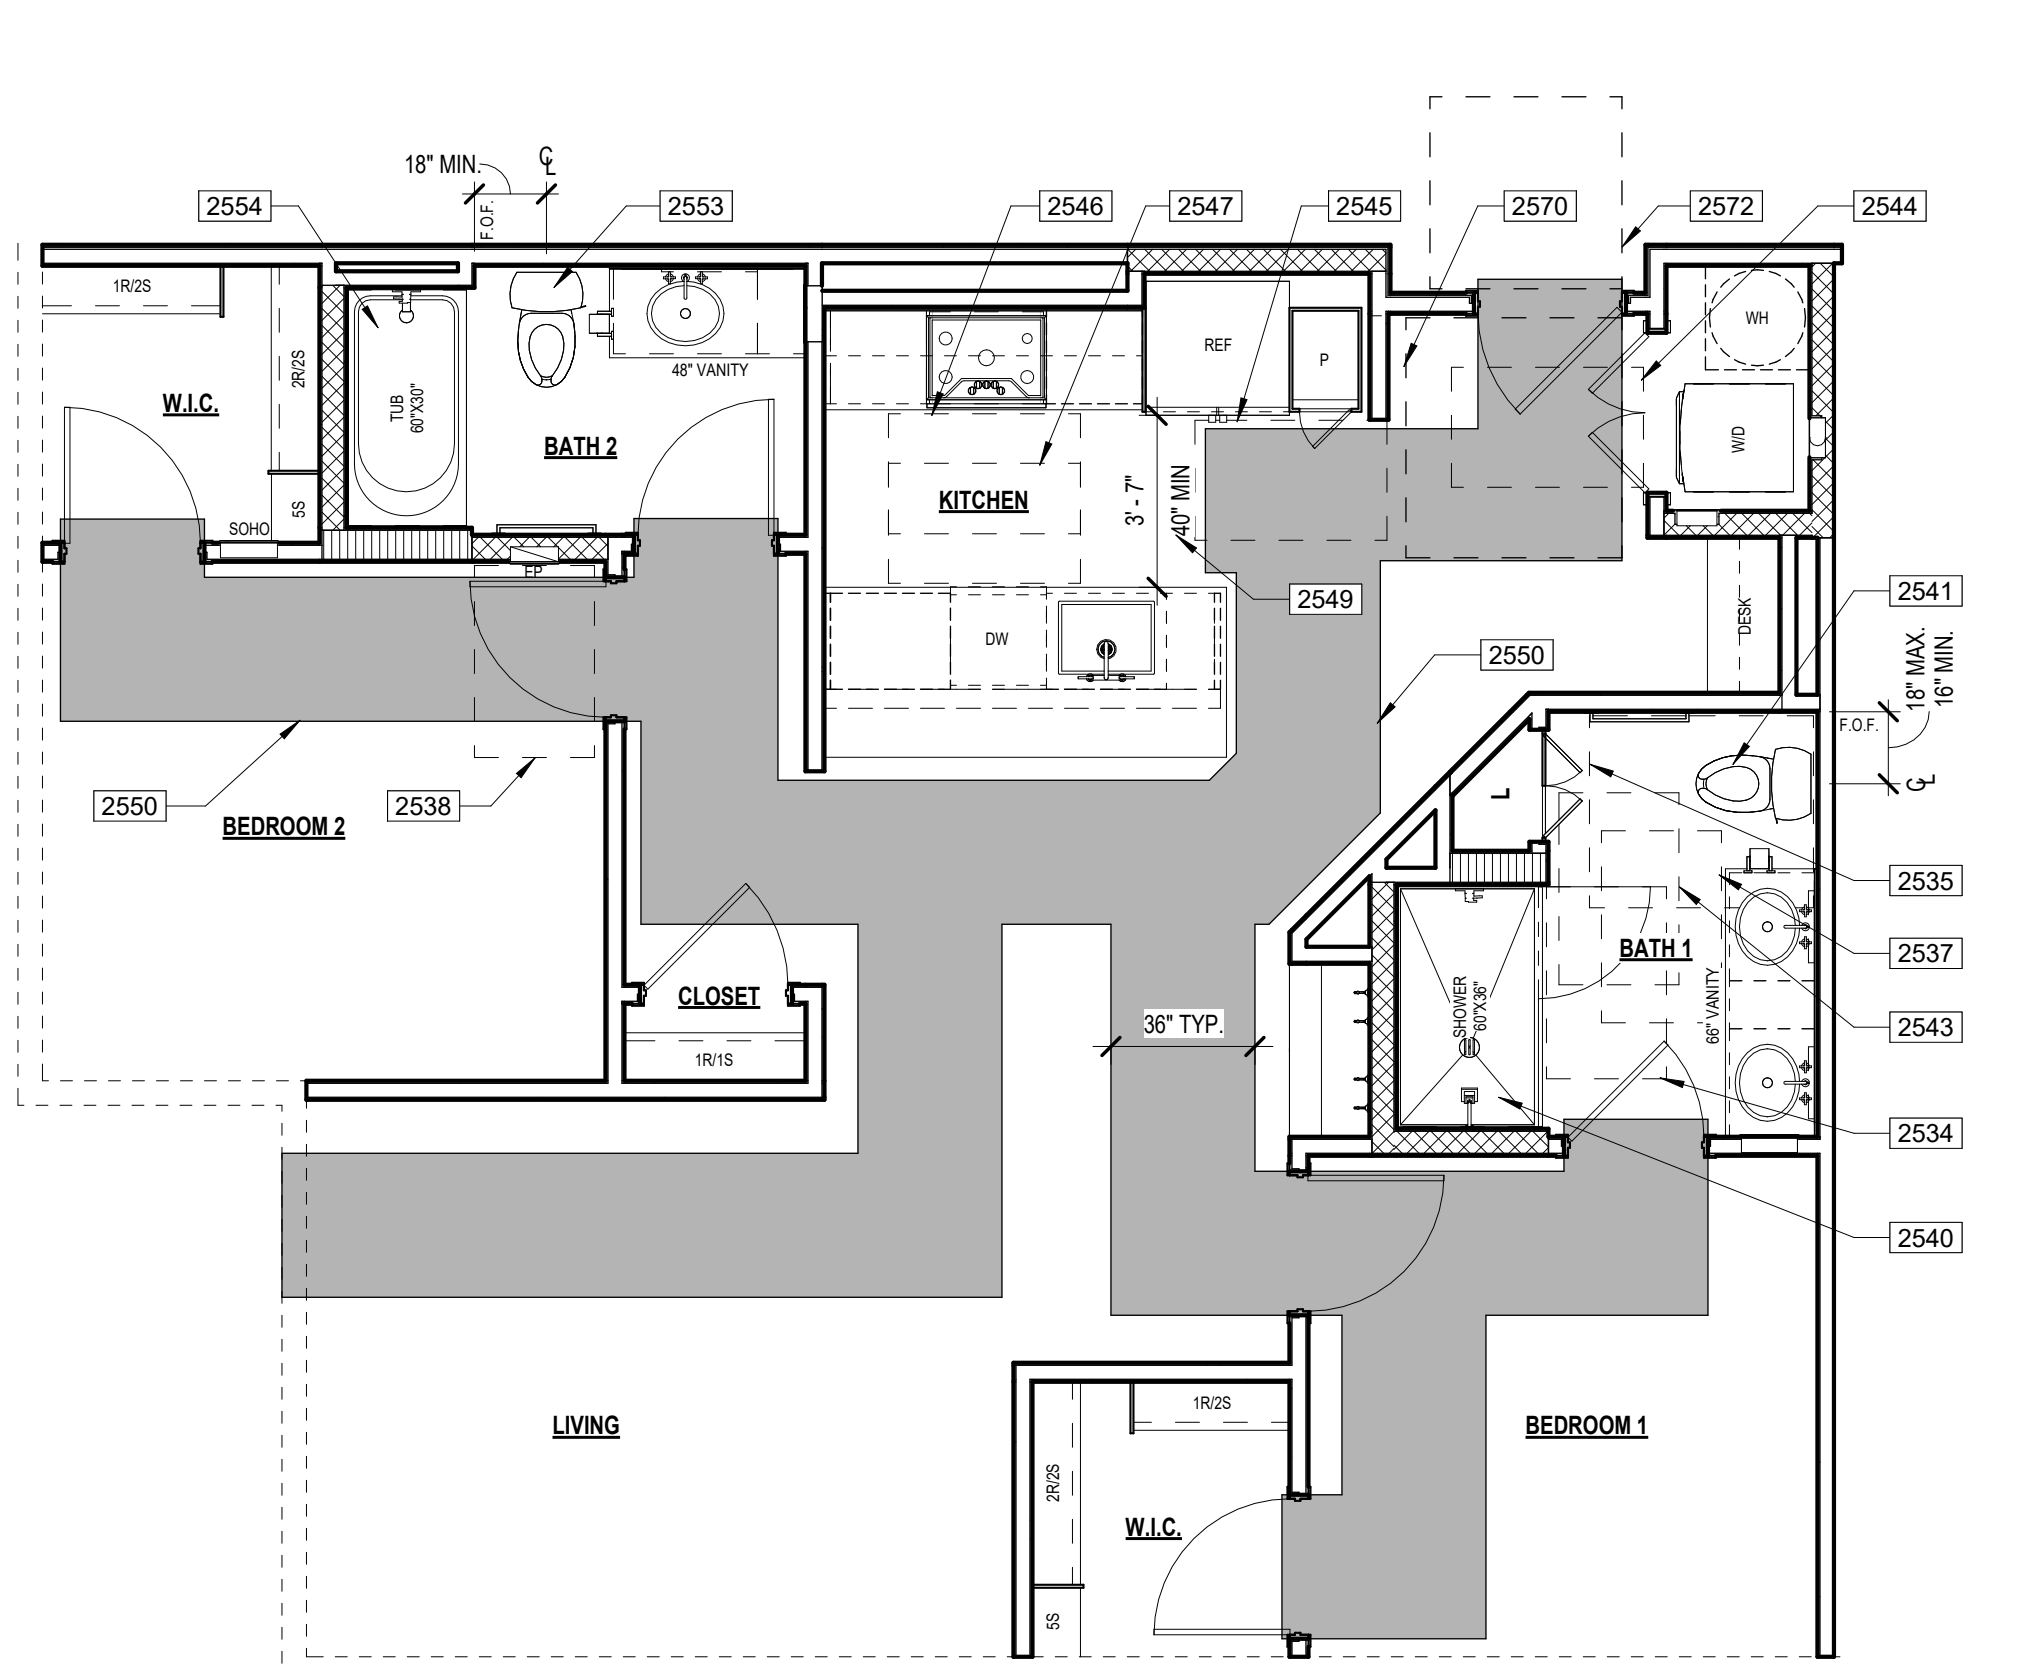 18" MIN.
CL
F.O.F.
2554
2553
2546
2547
2545
2570
2572
2544
1R/2S
2R/2S
5S
W.I.C.
SOHO
TUB
60"X30"
BATH 2
48" VANITY
EP
KITCHEN
REF
P
3' - 7"
40" MIN
DW
WH
W/D
DESK
2549
2541
18" MAX.
16" MIN.
F.O.F.
CL
2550
2550
2538
BEDROOM 2
L
2535
BATH 1
2537
66" VANITY
SHOWER
60"X36"
2543
CLOSET
1R/1S
36" TYP.
2534
2540
LIVING
1R/2S
2R/2S
5S
W.I.C.
BEDROOM 1